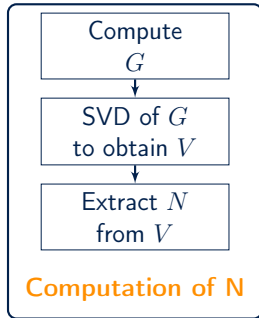 Compute
G
SVD of G
to obtain V
Extract N
from V
Computation of N